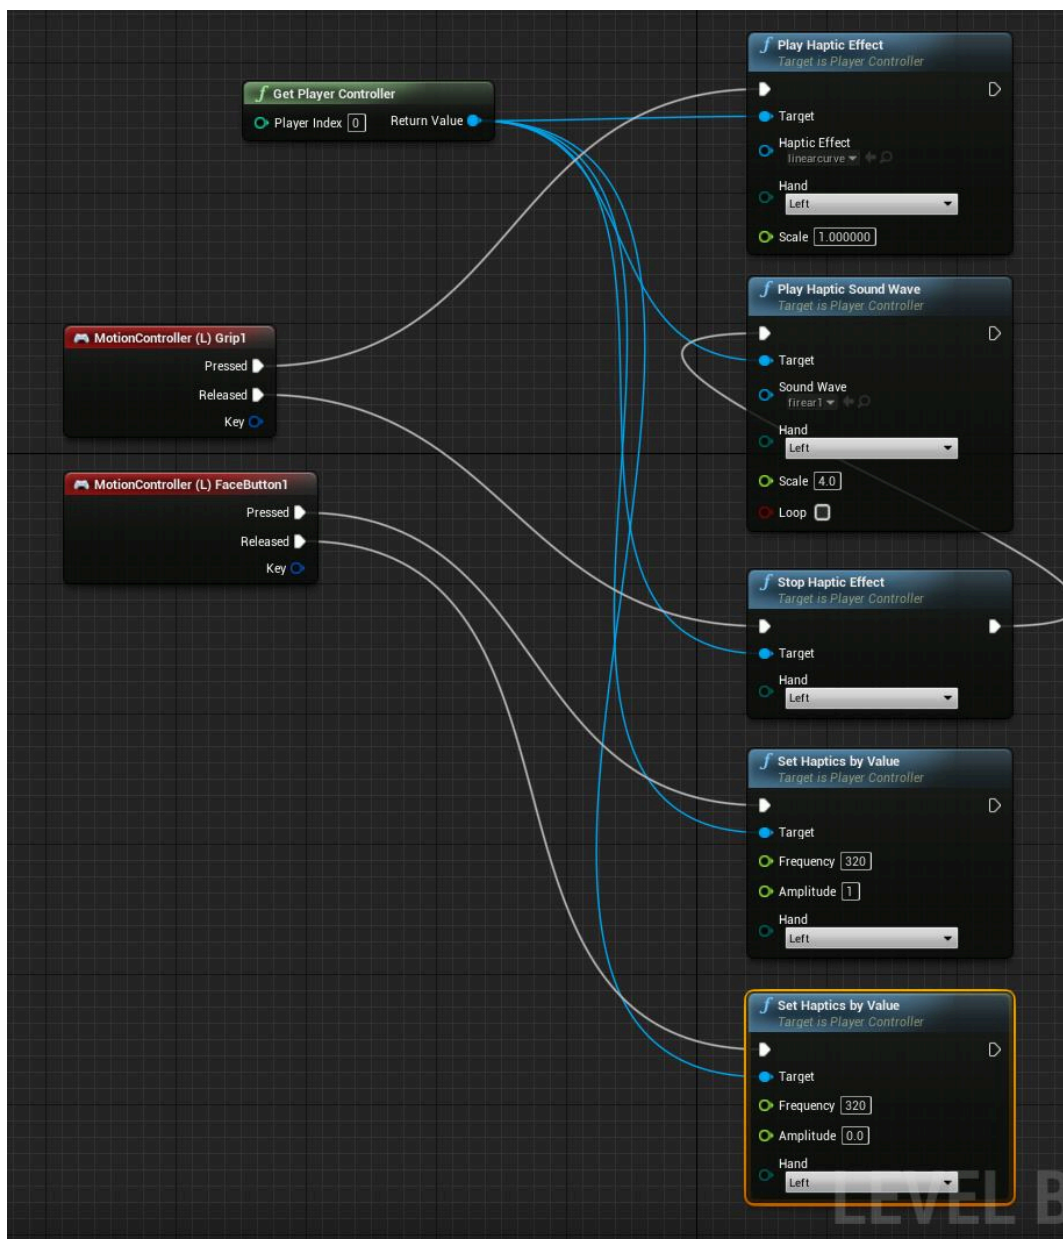 Get Player Controller
Player Index 0 Return Value
MotionController (L) Grip1
Pressed
Released
Key
MotionController (L) FaceButton1
Pressed
Released
Key
Play Haptic Effect
Target is Player Controller
Target
Haptic Effect
linearcurve
Hand
Left
Scale 1.000000
Play Haptic Sound Wave
Target is Player Controller
Target
Sound Wave
firear1
Hand
Left
Scale 4.0
Loop
Stop Haptic Effect
Target is Player Controller
Target
Hand
Left
Set Haptics by Value
Target is Player Controller
Target
Frequency 320
Amplitude 1
Hand
Left
Set Haptics by Value
Target is Player Controller
Target
Frequency 320
Amplitude 0.0
Hand
Left
LEVEL B